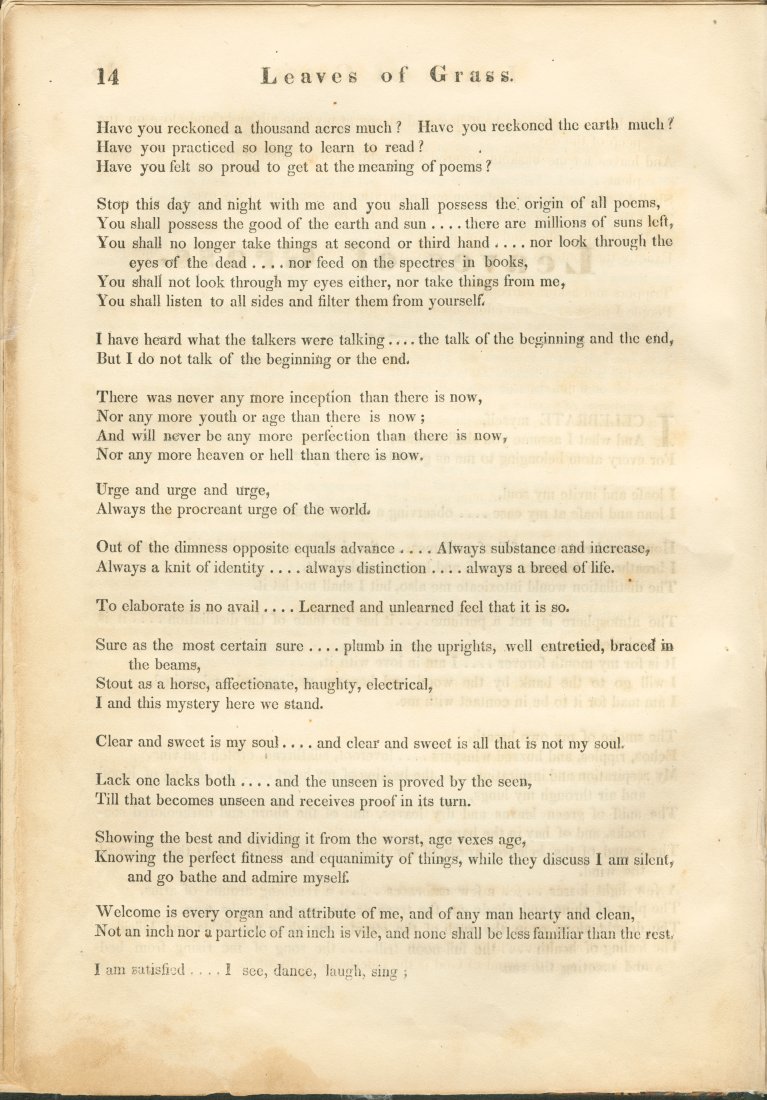 14 Leaves of Grass.
Have you reckoned a thousand acres much? Have you reckoned the earth much?
Have you practiced so long to learn to read?
Have you felt so proud to get at the meaning of poems?
Stop this day and night with me and you shall possess the origin of all poems,
You shall possess the good of the earth and sun .... there are millions of suns left,
You shall no longer take things at second or third hand .... nor look through the
eyes of the dead .... nor feed on the spectres in books,
You shall not look through my eyes either, nor take things from me,
You shall listen to all sides and filter them from yourself.
I have heard what the talkers were talking .... the talk of the beginning and the end,
But I do not talk of the beginning or the end.
There was never any more inception than there is now,
Nor any more youth or age than there is now;
And will never be any more perfection than there is now,
Nor any more heaven or hell than there is now.
Urge and urge and urge,
Always the procreant urge of the world.
Out of the dimness opposite equals advance .... Always substance and increase,
Always a knit of identity .... always distinction .... always a breed of life.
To elaborate is no avail .... Learned and unlearned feel that it is so.
Sure as the most certain sure .... plumb in the uprights, well entretied, braced in
the beams,
Stout as a horse, affectionate, haughty, electrical,
I and this mystery here we stand.
Clear and sweet is my soul .... and clear and sweet is all that is not my soul.
Lack one lacks both .... and the unseen is proved by the seen,
Till that becomes unseen and receives proof in its turn.
Showing the best and dividing it from the worst, age vexes age,
Knowing the perfect fitness and equanimity of things, while they discuss I am silent,
and go bathe and admire myself.
Welcome is every organ and attribute of me, and of any man hearty and clean,
Not an inch nor a particle of an inch is vile, and none shall be less familiar than the rest.
I am satisfied .... I see, dance, laugh, sing;